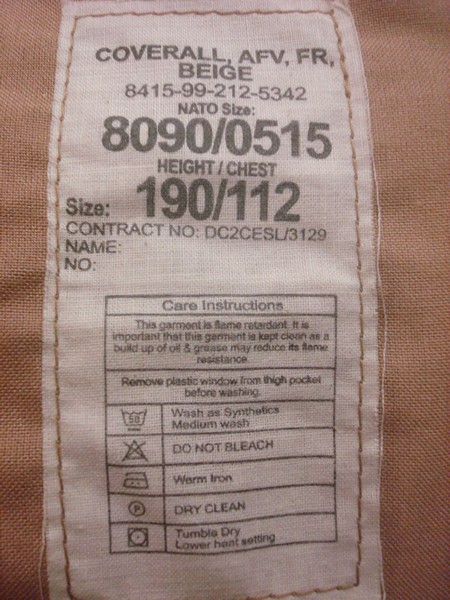 COVERALL, AFV, FR,
BEIGE
8415-99-212-5342
NATO Size:
8090/0515
HEIGHT / CHEST
Size: 190/112
CONTRACT NO: DC2CESL/3129
NAME:
NO:
Care Instructions
This garment is flame retardant. It is
important that this garment is kept clean as a
build up of oil & grease may reduce its flame
resistance.
Remove plastic window from thigh pocket
before washing.
50
Wash as Synthetics
Medium wash
DO NOT BLEACH
Warm Iron
P
DRY CLEAN
Tumble Dry
Lower heat setting